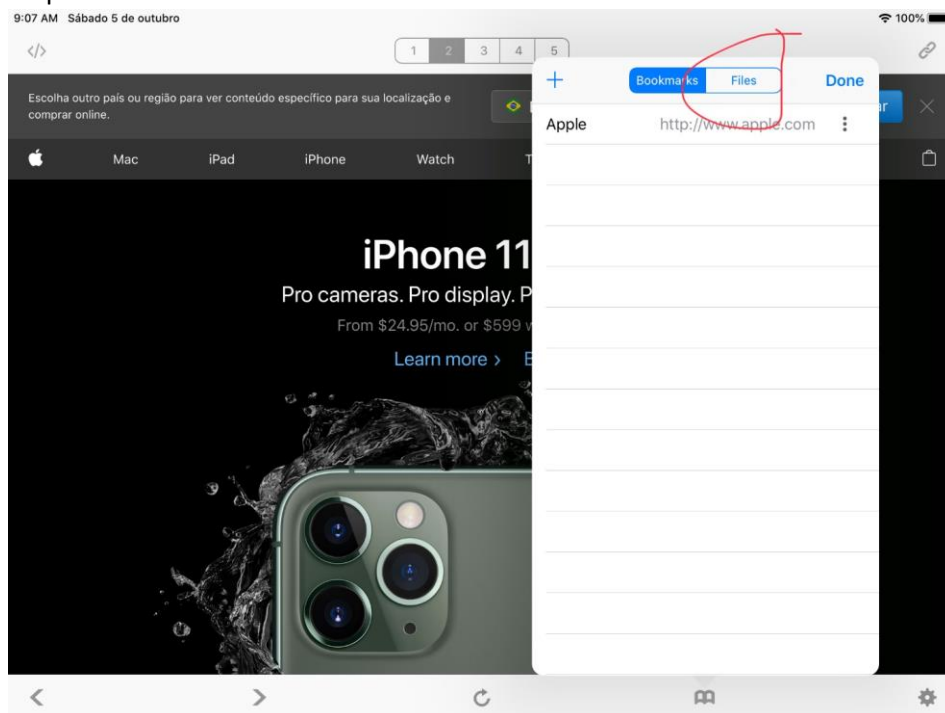 9:07 AM Sábado 5 de outubro
100%
</>
1 2 3 4 5
Escolha outro país ou região para ver conteúdo específico para sua localização e
comprar online.
+ Bookmarks Files Done
Apple http://www.apple.com
Mac iPad iPhone Watch
iPhone 11
Pro cameras. Pro display. P
From $24.95/mo. or $599 w
Learn more >